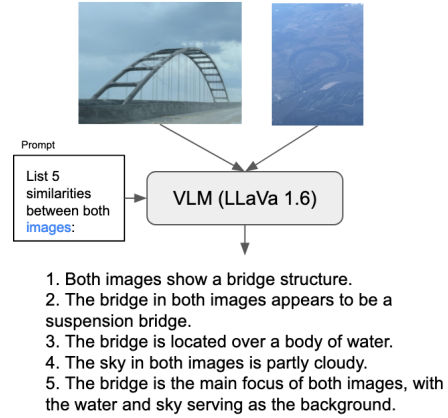 Prompt
List 5
similarities
between both
images:
VLM (LLaVa 1.6)
1. Both images show a bridge structure.
2. The bridge in both images appears to be a
suspension bridge.
3. The bridge is located over a body of water.
4. The sky in both images is partly cloudy.
5. The bridge is the main focus of both images, with
the water and sky serving as the background.